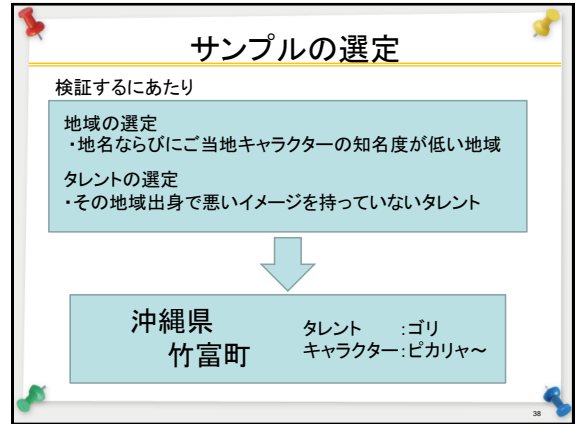 サンプルの選定
検証するにあたり
地域の選定
・地名ならびにご当地キャラクターの知名度が低い地域
タレントの選定
・その地域出身で悪いイメージを持っていないタレント
沖縄県
竹富町
タレント　　：ゴリ
キャラクター：ピカリャ～
38